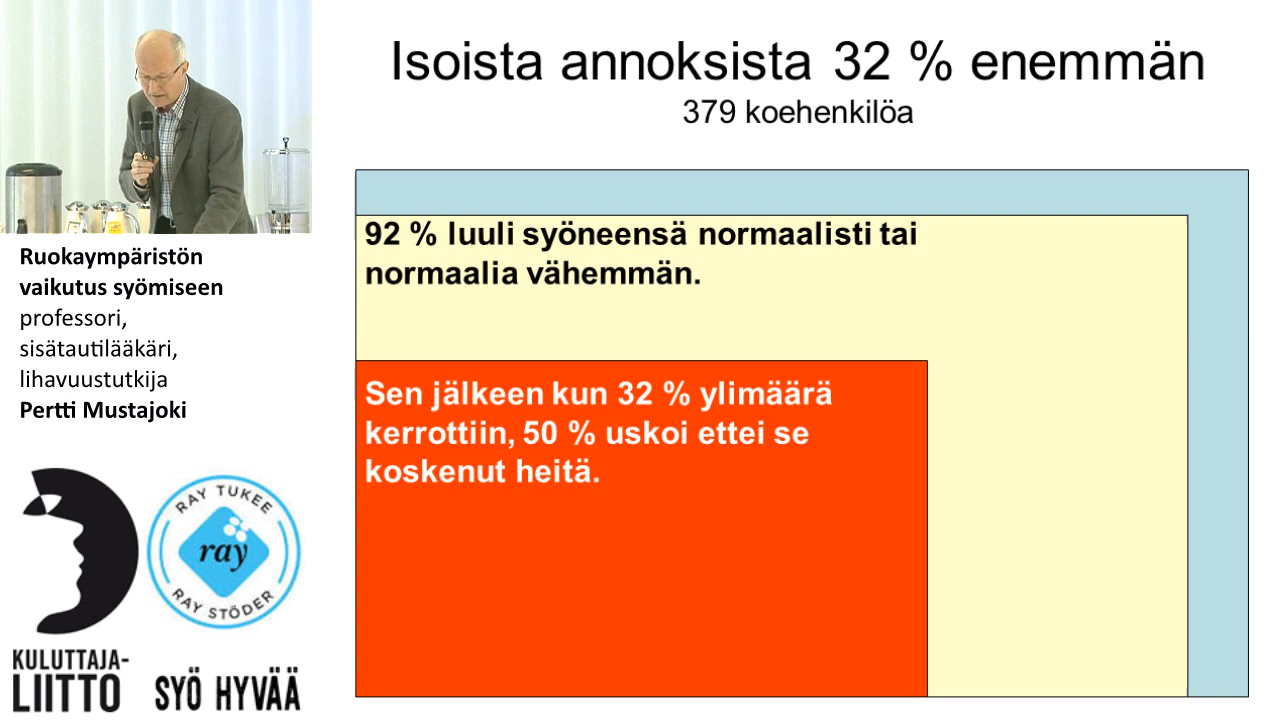 Isoista annoksista 32 % enemmän
379 koehenkilöa
92 % luuli syöneensä normaalisti tai
normaalia vähemmän.
Sen jälkeen kun 32 % ylimäärä
kerrottiin, 50 % uskoi ettei se
koskenut heitä.
Ruokaympäristön
vaikutus syömiseen
professori,
sisätautilääkäri,
lihavuustutkija
Pertti Mustajoki
RAY TUKEE
ray
RAY STÖDER
KULUTTAJA-
LIITTO
SYÖ HYVÄÄ